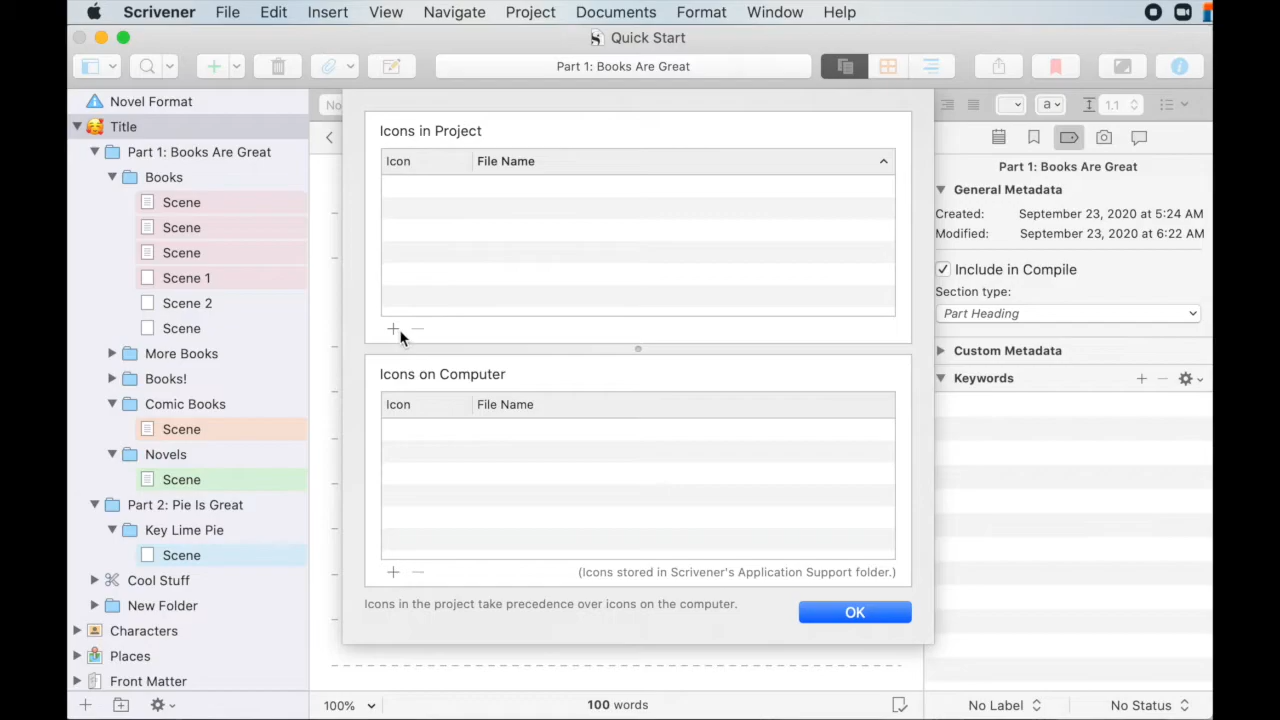 Scrivener File Edit Insert View Navigate Project Documents Format Window Help
Quick Start
Part 1: Books Are Great
Novel Format
Title
Part 1: Books Are Great
Books
Scene
Scene
Scene
Scene 1
Scene 2
Scene
More Books
Books!
Comic Books
Scene
Novels
Scene
Part 2: Pie Is Great
Key Lime Pie
Scene
Cool Stuff
New Folder
Characters
Places
Front Matter
No
Icons in Project
Icon File Name
Icons on Computer
Icon File Name
(Icons stored in Scrivener's Application Support folder.)
Icons in the project take precedence over icons on the computer.
OK
100%
100 words
a
1.1
Part 1: Books Are Great
General Metadata
Created: September 23, 2020 at 5:24 AM
Modified: September 23, 2020 at 6:22 AM
Include in Compile
Section type:
Part Heading
Custom Metadata
Keywords
No Label
No Status